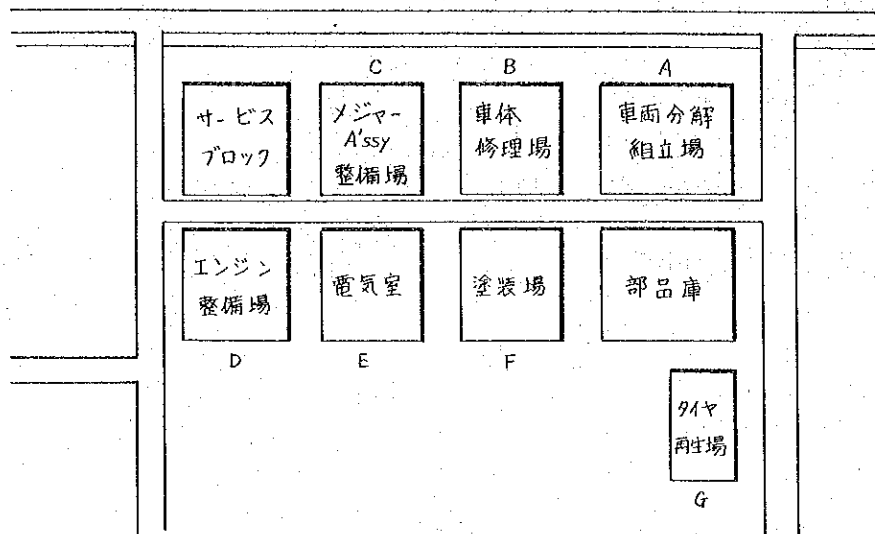 C
B
A
サービス
ブロック
メジャー
A'ssy
整備場
車体
修理場
車両分解
組立場
エンジン
整備場
電気室
塗装場
部品庫
D
E
F
タイヤ
再生場
G